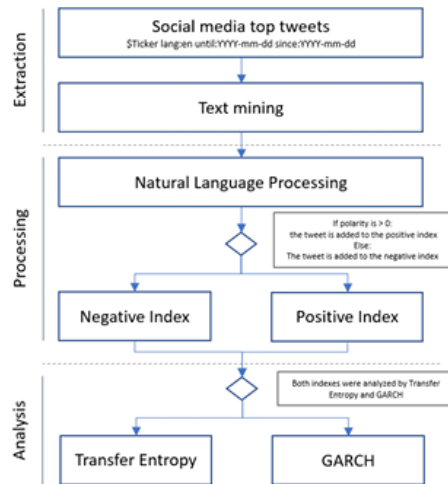 Extraction
Social media top tweets
$Ticker lang:en until:YYYY-mm-dd since:YYYY-mm-dd
Text mining
Processing
Natural Language Processing
If polarity is > 0:
the tweet is added to the positive index
Else:
The tweet is added to the negative index
Negative Index
Positive Index
Analysis
Both indexes were analyzed by Transfer
Entropy and GARCH
Transfer Entropy
GARCH